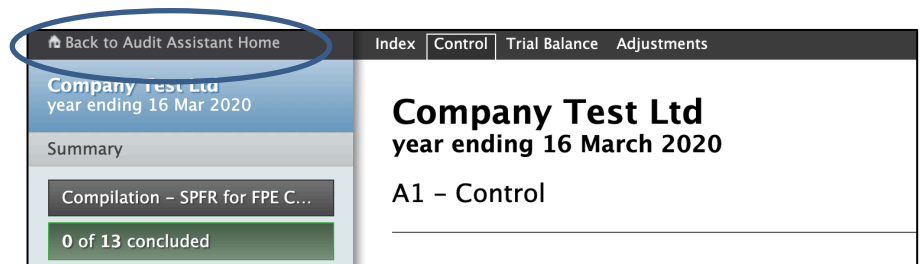 Back to Audit Assistant Home
Index Control Trial Balance Adjustments
Company Test Ltd
year ending 16 Mar 2020
Summary
Compilation – SPFR for FPE C...
0 of 13 concluded
Company Test Ltd
year ending 16 March 2020
A1 – Control